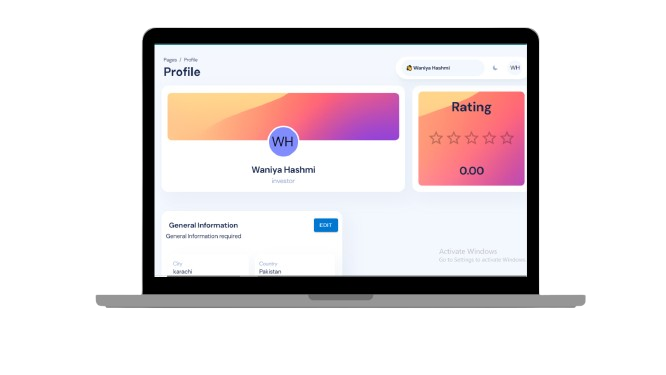 Pages / Profile
Profile
Waniya Hashmi
WH
WH
Waniya Hashmi
investor
Rating
0.00
General Information
EDIT
General Information required
City
karachi
Country
Pakistan
Activate Windows
Go to Settings to activate Windows.